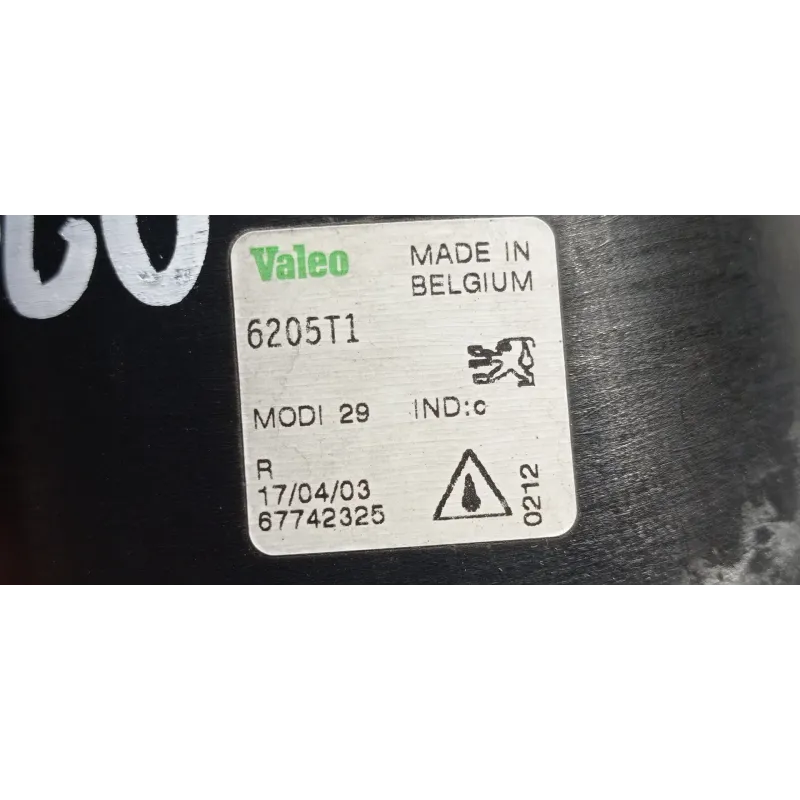 Valeo
MADE IN
BELGIUM
6205T1
MODI 29 IND:c
R
17/04/03
67742325
0212